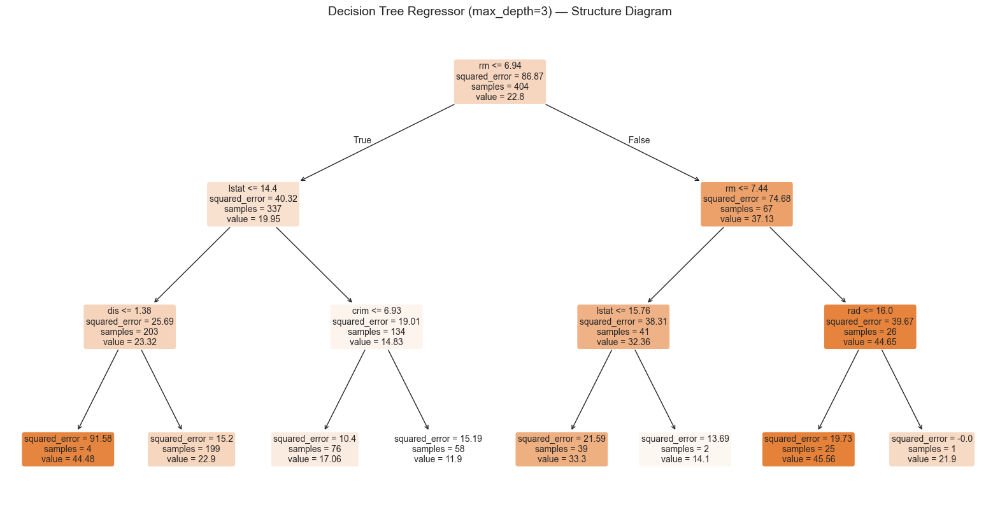 Decision Tree Regressor (max_depth=3) — Structure Diagram
rm <= 6.94
squared_error = 86.87
samples = 404
value = 22.8
True
False
lstat <= 14.4
squared_error = 40.32
samples = 337
value = 19.95
rm <= 7.44
squared_error = 74.68
samples = 67
value = 37.13
dis <= 1.38
squared_error = 25.69
samples = 203
value = 23.32
crim <= 6.93
squared_error = 19.01
samples = 134
value = 14.83
lstat <= 15.76
squared_error = 38.31
samples = 41
value = 32.36
rad <= 16.0
squared_error = 39.67
samples = 26
value = 44.65
squared_error = 91.58
samples = 4
value = 44.48
squared_error = 15.2
samples = 199
value = 22.9
squared_error = 10.4
samples = 76
value = 17.06
squared_error = 15.19
samples = 58
value = 11.9
squared_error = 21.59
samples = 39
value = 33.3
squared_error = 13.69
samples = 2
value = 14.1
squared_error = 19.73
samples = 25
value = 45.56
squared_error = -0.0
samples = 1
value = 21.9